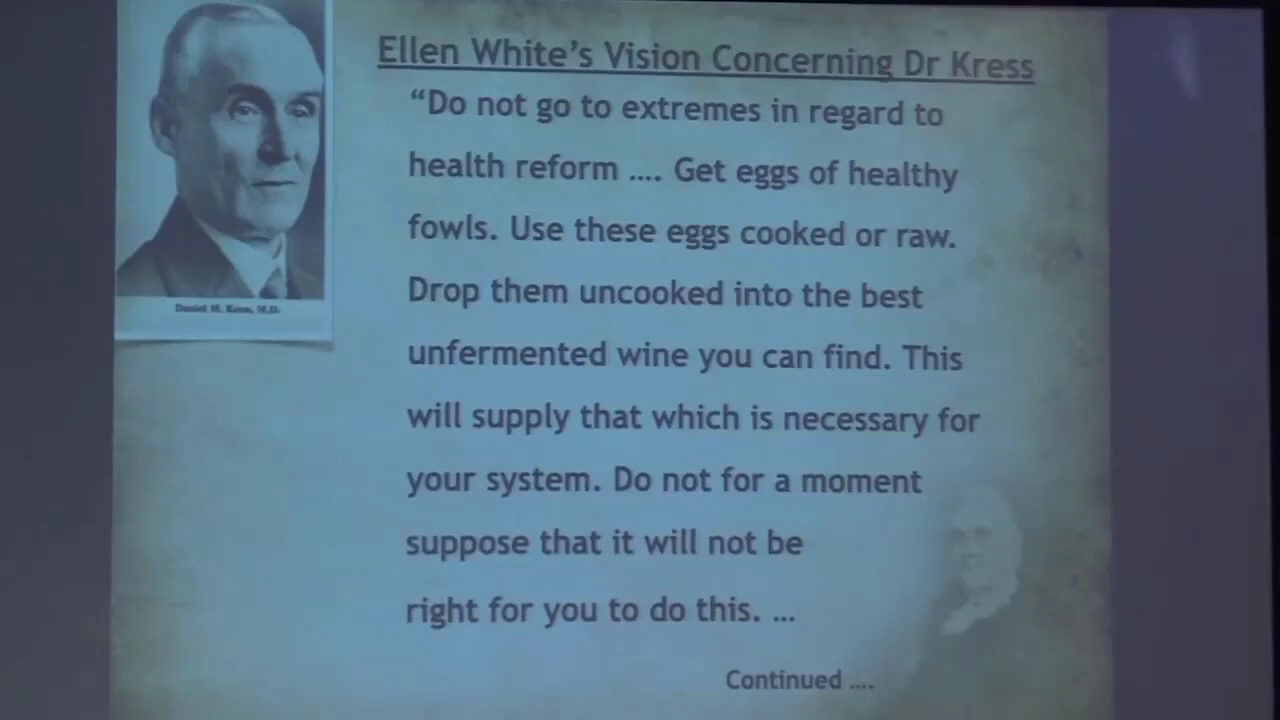 Ellen White's Vision Concerning Dr Kress
"Do not go to extremes in regard to
health reform .... Get eggs of healthy
fowls. Use these eggs cooked or raw.
Drop them uncooked into the best
unfermented wine you can find. This
will supply that which is necessary for
your system. Do not for a moment
suppose that it will not be
right for you to do this. ...
Continued ....
Daniel H. Kress, M.D.